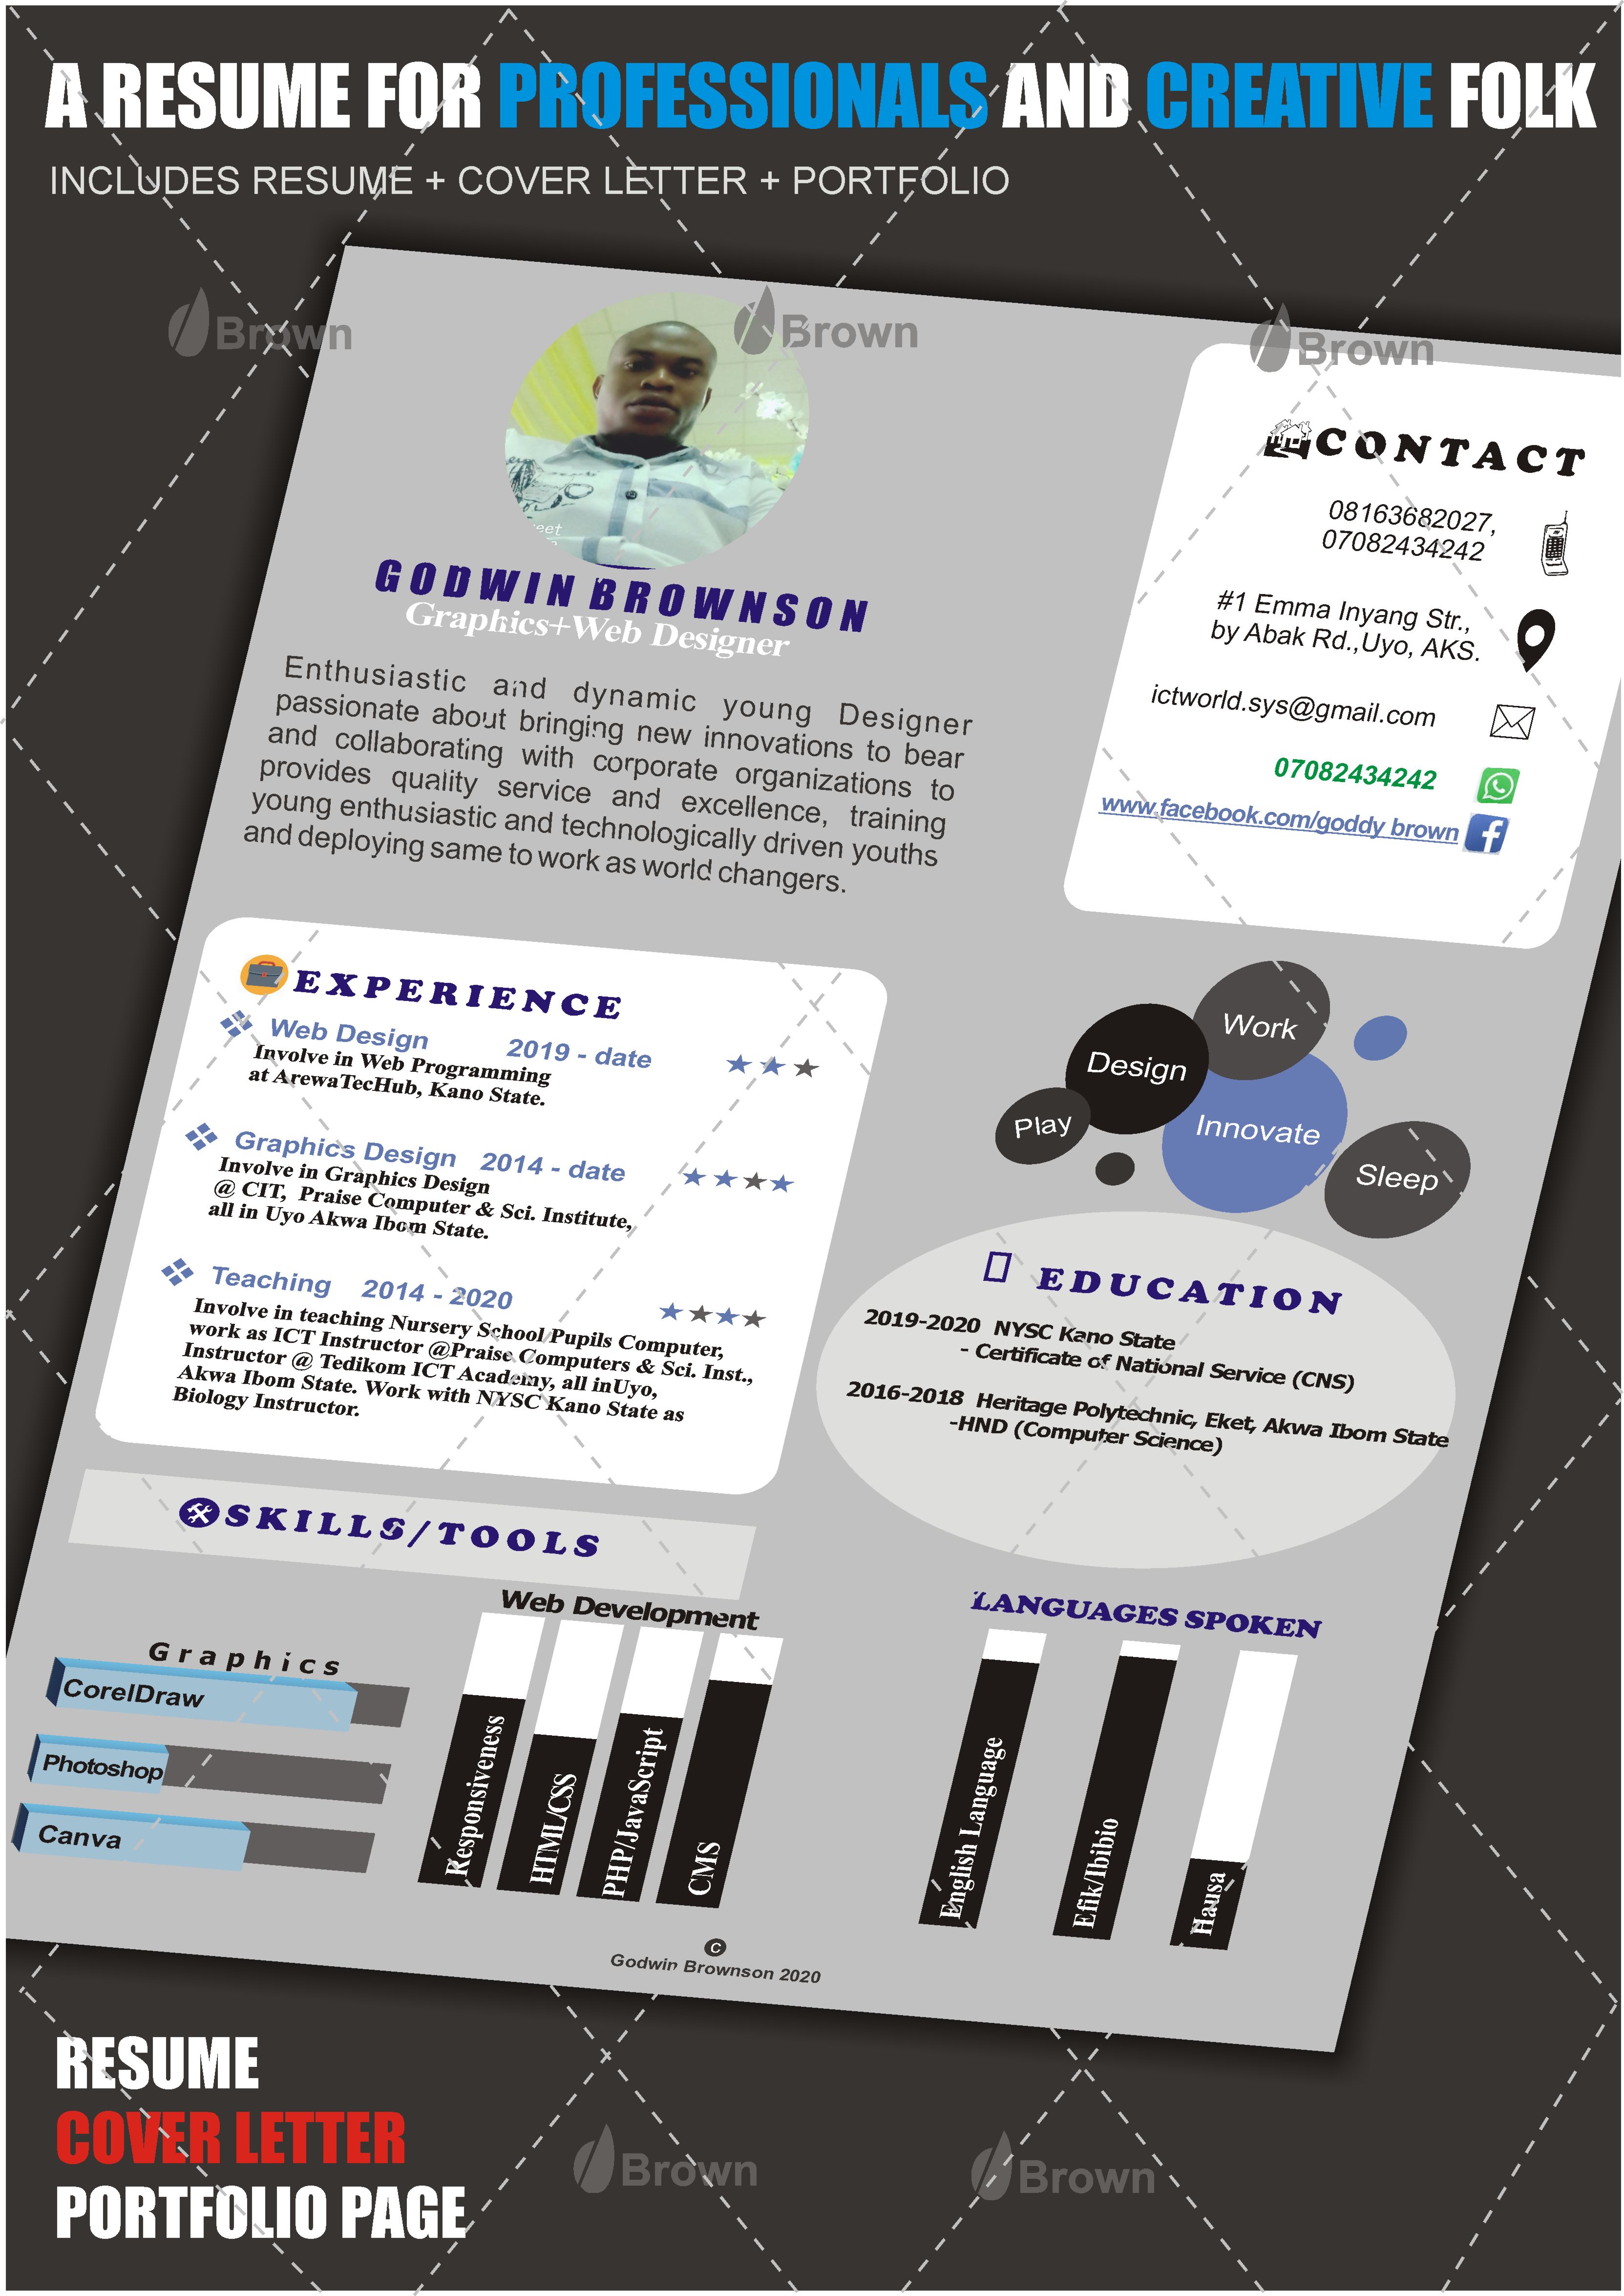 A RESUME FOR PROFESSIONALS AND CREATIVE FOLK
INCLUDES RESUME + COVER LETTER + PORTFOLIO
Brown
Brown
Brown
GODWIN BROWNSON
Graphics+Web Designer
Enthusiastic and dynamic young Designer
passionate about bringing new innovations to bear
and collaborating with corporate organizations to
provides quality service and excellence, training
young enthusiastic and technologically driven youths
and deploying same to work as world changers.
CONTACT
08163682027,
07082434242
#1 Emma Inyang Str.,
by Abak Rd.,Uyo, AKS.
ictworld.sys@gmail.com
07082434242
www.facebook.com/goddy brown
EXPERIENCE
Web Design 2019 - date
Involve in Web Programming
at ArewaTecHub, Kano State.
Graphics Design 2014 - date
Involve in Graphics Design
@ CIT, Praise Computer & Sci. Institute,
all in Uyo Akwa Ibom State.
Teaching 2014 - 2020
Involve in teaching Nursery School Pupils Computer,
work as ICT Instructor @Praise Computers & Sci. Inst.,
Instructor @ Tedikom ICT Academy, all inUyo,
Akwa Ibom State. Work with NYSC Kano State as
Biology Instructor.
Work
Design
Play
Innovate
Sleep
EDUCATION
2019-2020 NYSC Kano State
- Certificate of National Service (CNS)
2016-2018 Heritage Polytechnic, Eket, Akwa Ibom State
-HND (Computer Science)
SKILLS/TOOLS
Graphics
CorelDraw
Photoshop
Canva
Web Development
Responsiveness
HTML/CSS
PHP/JavaScript
CMS
LANGUAGES SPOKEN
English Language
Efik/Ibibio
Hausa
C
Godwin Brownson 2020
RESUME
COVER LETTER
PORTFOLIO PAGE
Brown
Brown